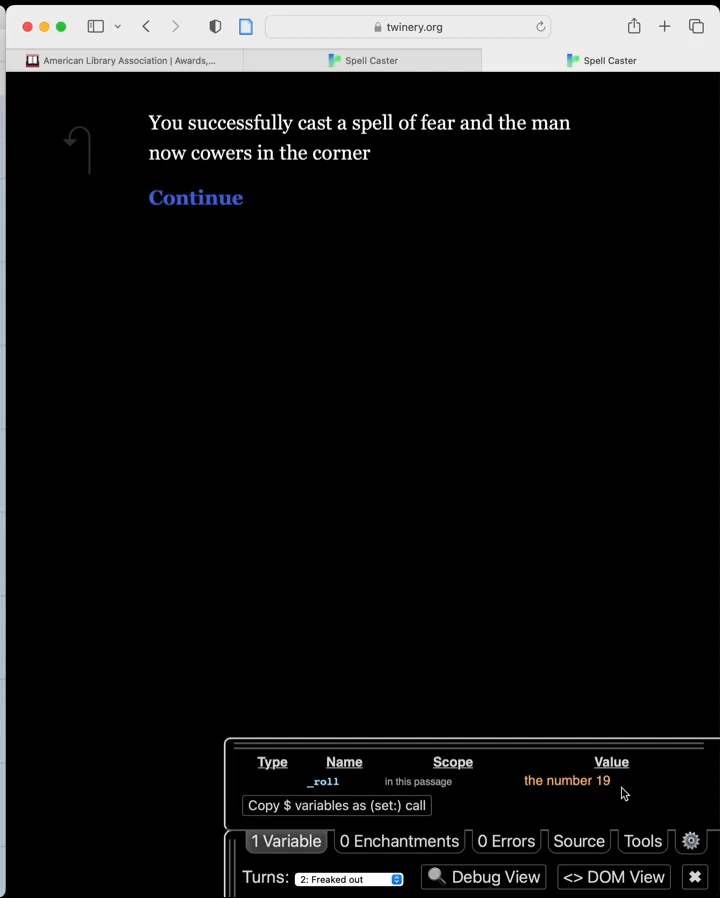 twinery.org
American Library Association | Awards,...
Spell Caster
Spell Caster
You successfully cast a spell of fear and the man
now cowers in the corner
Continue
Type Name Scope Value
_roll in this passage the number 19
Copy $ variables as (set:) call
1 Variable 0 Enchantments 0 Errors Source Tools
Turns: 2: Freaked out Debug View <> DOM View